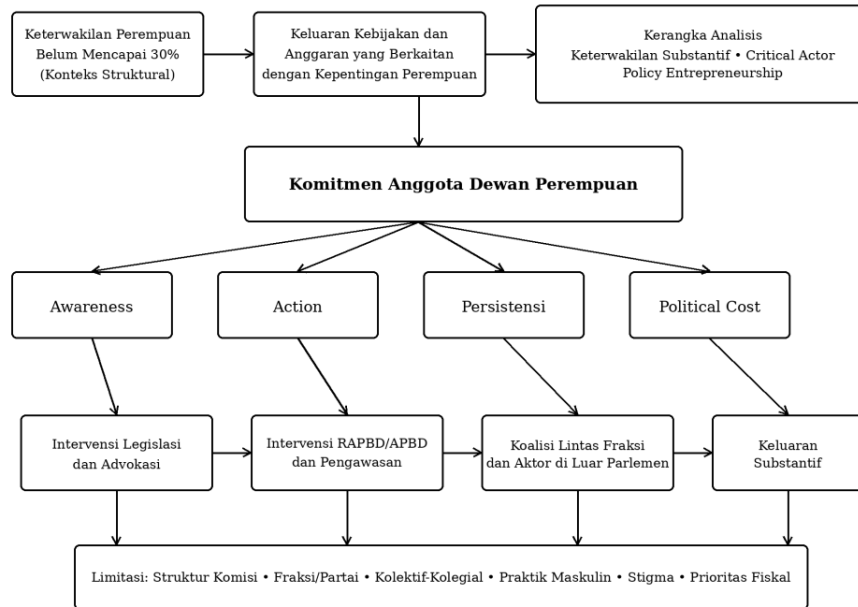 Keterwakilan Perempuan
Belum Mencapai 30%
(Konteks Struktural)
Keluaran Kebijakan dan
Anggaran yang Berkaitan
dengan Kepentingan Perempuan
Kerangka Analisis
Keterwakilan Substantif • Critical Actor
Policy Entrepreneurship
Komitmen Anggota Dewan Perempuan
Awareness
Action
Persistensi
Political Cost
Intervensi Legislasi
dan Advokasi
Intervensi RAPBD/APBD
dan Pengawasan
Koalisi Lintas Fraksi
dan Aktor di Luar Parlemen
Keluaran
Substantif
Limitasi: Struktur Komisi • Fraksi/Partai • Kolektif-Kolegial • Praktik Maskulin • Stigma • Prioritas Fiskal